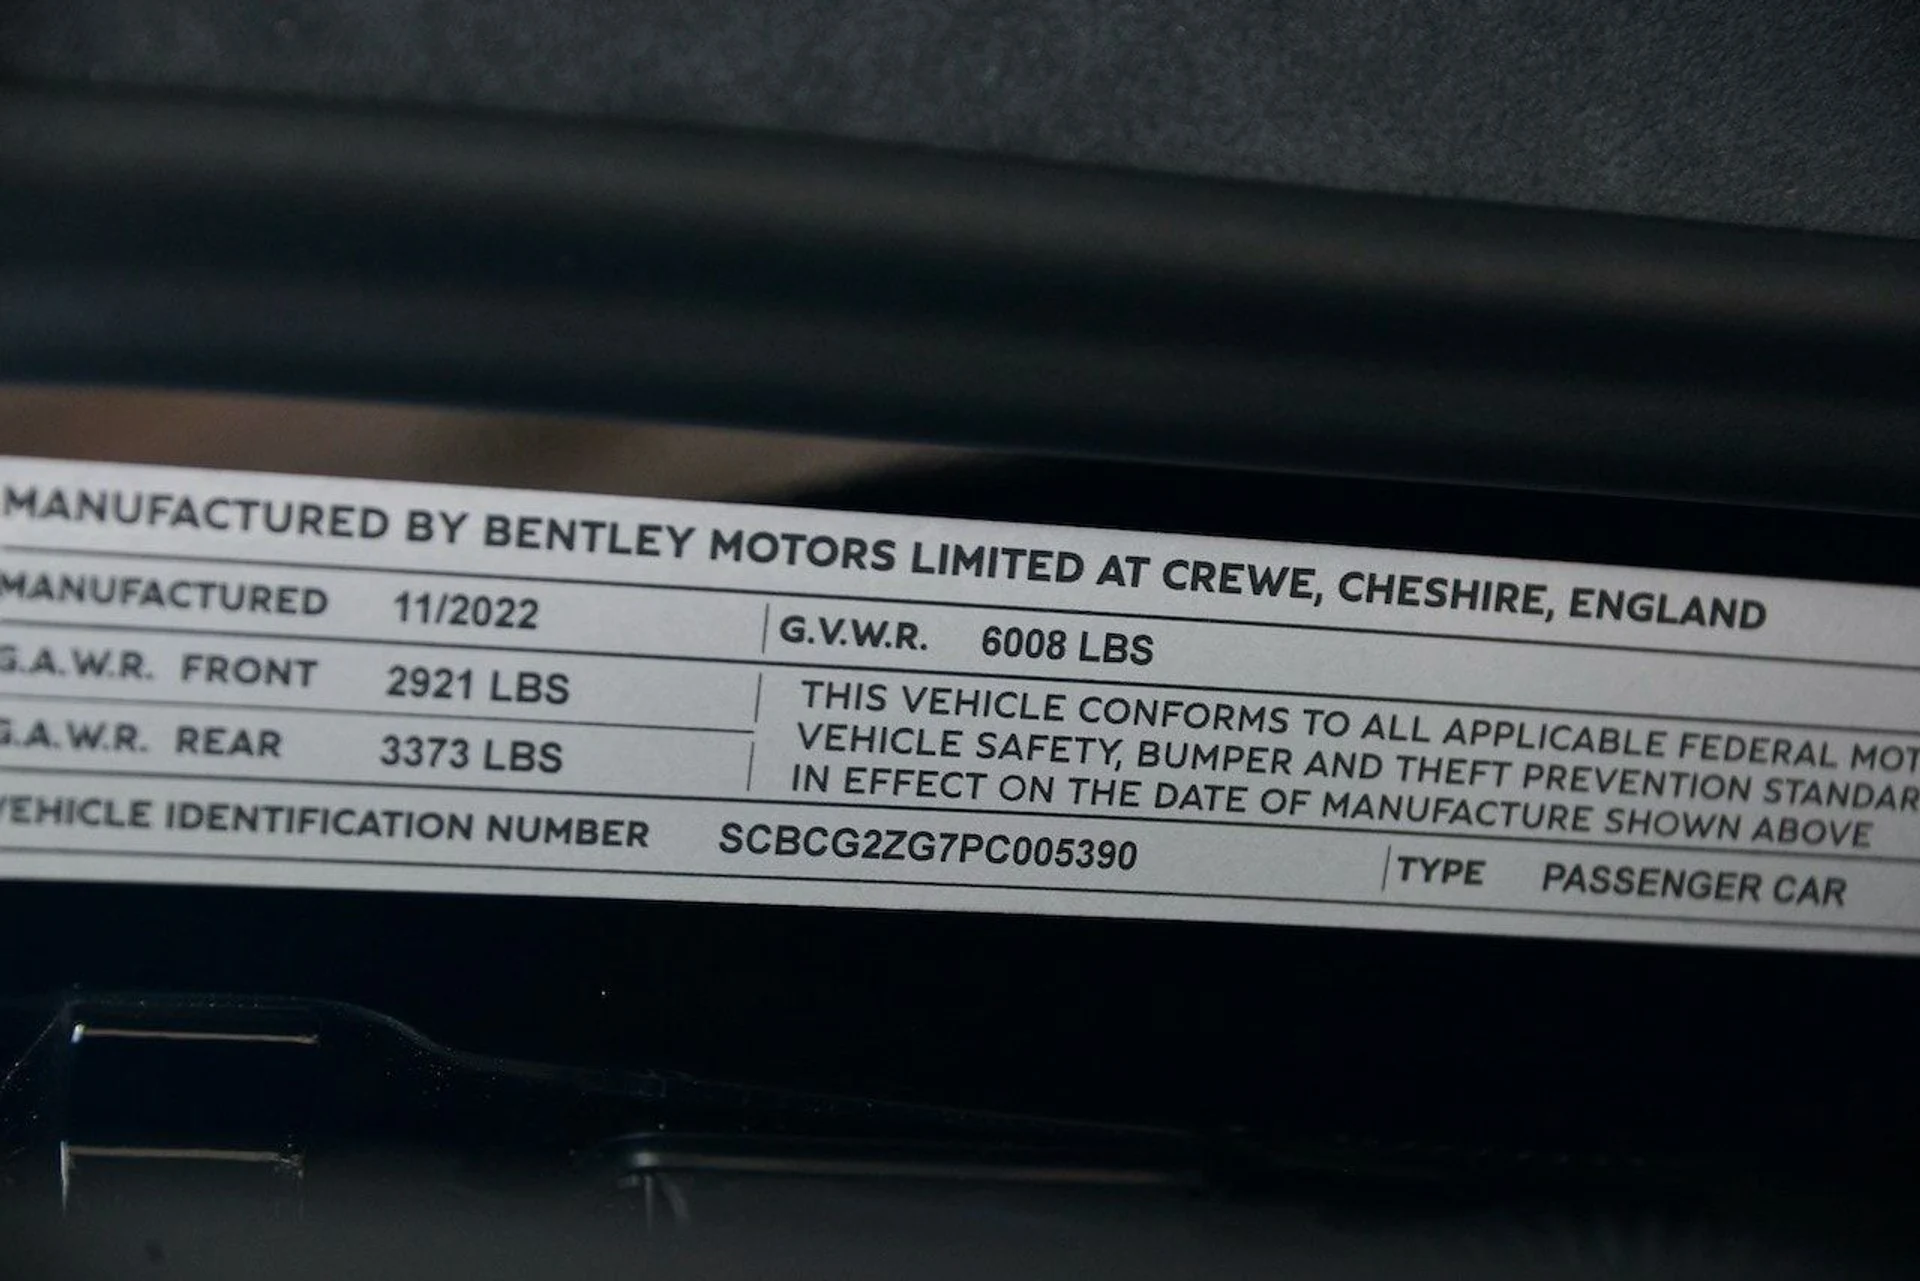 MANUFACTURED BY BENTLEY MOTORS LIMITED AT CREWE, CHESHIRE, ENGLAND
MANUFACTURED 11/2022 G.V.W.R. 6008 LBS
G.A.W.R. FRONT 2921 LBS
G.A.W.R. REAR 3373 LBS
THIS VEHICLE CONFORMS TO ALL APPLICABLE FEDERAL MOT
VEHICLE SAFETY, BUMPER AND THEFT PREVENTION STANDAR
IN EFFECT ON THE DATE OF MANUFACTURE SHOWN ABOVE
VEHICLE IDENTIFICATION NUMBER SCBCG2ZG7PC005390 TYPE PASSENGER CAR